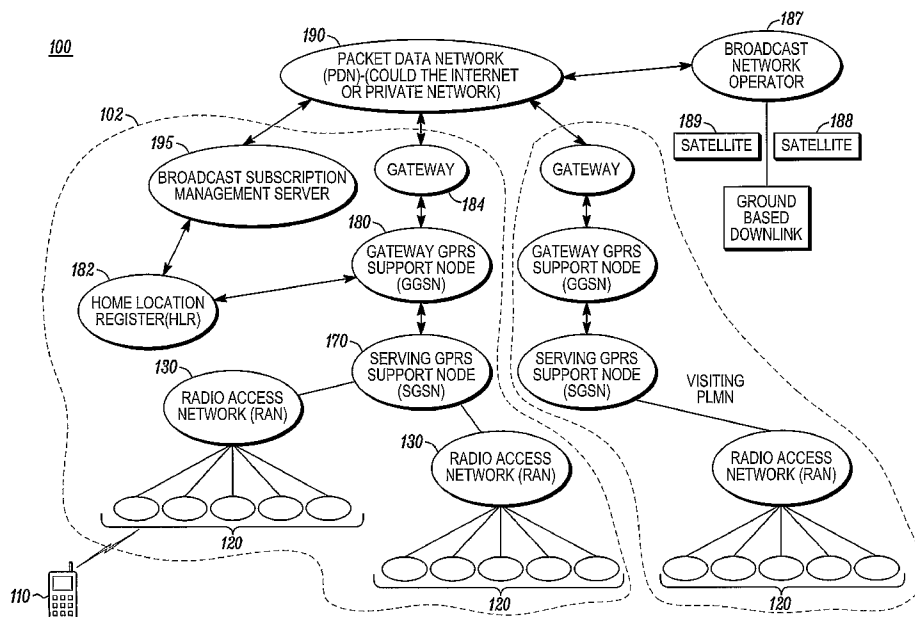 100
190
PACKET DATA NETWORK
(PDN)-(COULD THE INTERNET
OR PRIVATE NETWORK)
187
BROADCAST
NETWORK
OPERATOR
102
195
BROADCAST SUBSCRIPTION
MANAGEMENT SERVER
GATEWAY
184
GATEWAY
189
SATELLITE
188
SATELLITE
GROUND
BASED
DOWNLINK
180
GATEWAY GPRS
SUPPORT NODE
(GGSN)
GATEWAY GPRS
SUPPORT NODE
(GGSN)
182
HOME LOCATION
REGISTER(HLR)
170
SERVING GPRS
SUPPORT NODE
(SGSN)
SERVING GPRS
SUPPORT NODE
(SGSN)
VISITING
PLMN
130
RADIO ACCESS
NETWORK (RAN)
130
RADIO ACCESS
NETWORK (RAN)
RADIO ACCESS
NETWORK (RAN)
120
110
120
120